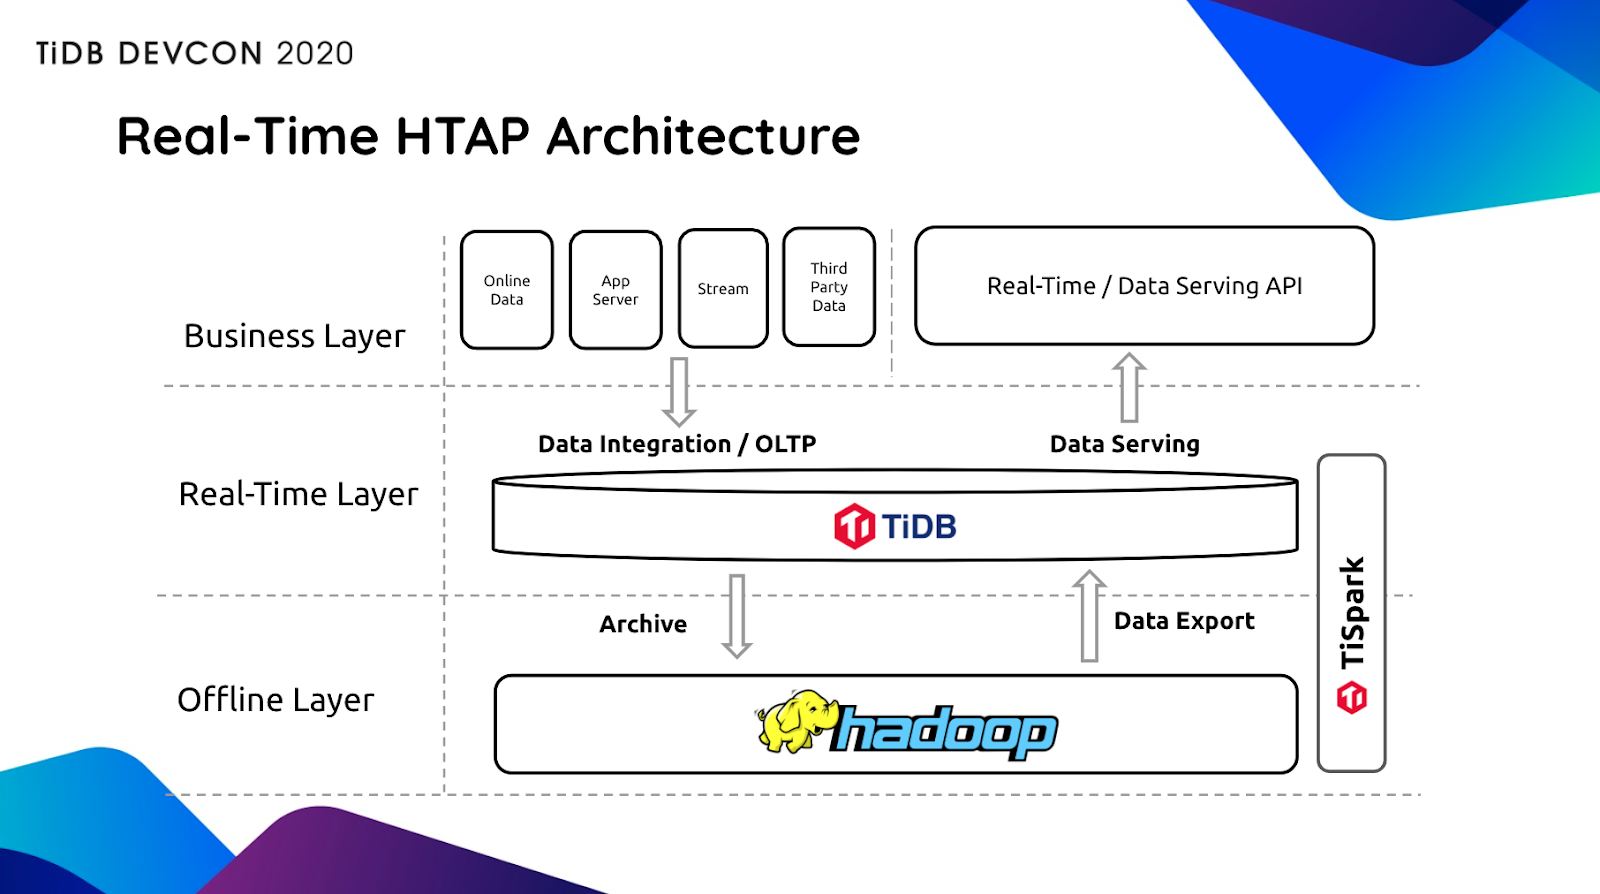 TiDB DEVCON 2020
Real-Time HTAP Architecture
Business Layer
Online
Data
App
Server
Stream
Third
Party
Data
Real-Time / Data Serving API
Real-Time Layer
Data Integration / OLTP
Data Serving
TiDB
TiSpark
Archive
Data Export
Offline Layer
hadoop